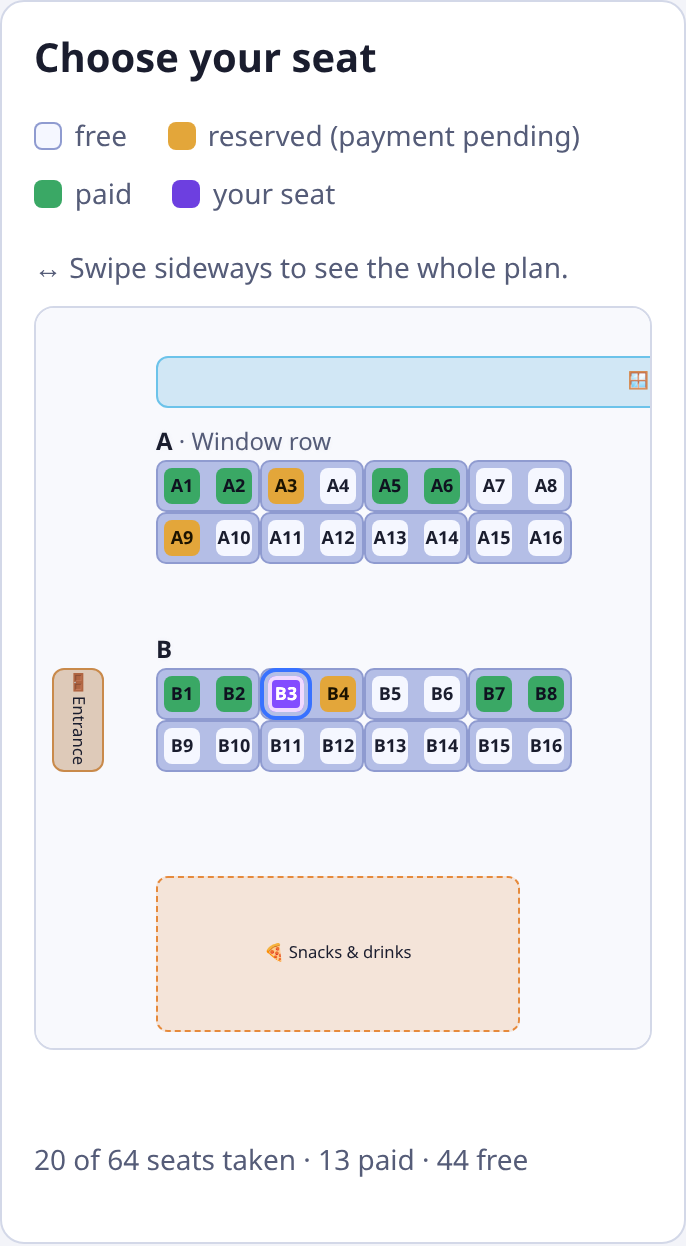 Choose your seat
free reserved (payment pending)
paid your seat
↔ Swipe sideways to see the whole plan.
A · Window row
A1 A2 A3 A4 A5 A6 A7 A8
A9 A10 A11 A12 A13 A14 A15 A16
B
Entrance
B1 B2 B3 B4 B5 B6 B7 B8
B9 B10 B11 B12 B13 B14 B15 B16
Snacks & drinks
20 of 64 seats taken · 13 paid · 44 free